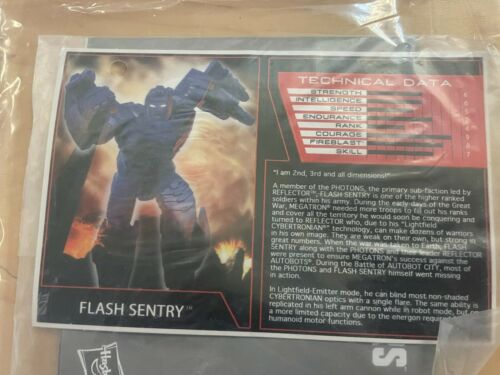 TECHNICAL DATA
STRENGTH
INTELLIGENCE
SPEED
ENDURANCE
RANK
COURAGE
FIREBLAST
SKILL
"I am 2nd, 3rd and all dimensions!"
A member of the PHOTONS, the primary sub-faction led by
REFLECTOR™, FLASH SENTRY is one of the higher ranked
soldiers within his army. During the early days of the Great
War, MEGATRON® needed more troops to fill out his ranks
and cover all the territory he would soon be conquering and
turned to REFLECTOR who, due to his "Lightfield
CYBERTRONIAN" technology, can make dozens of warriors
in his own image. They are weak on their own, but strong in
great numbers. When the war was taken to Earth, FLASH
SENTRY along with the PHOTONS and their leader REFLECTOR
were present to ensure MEGATRON's success against the
AUTOBOTS®. During the Battle of AUTOBOT CITY, most of
the PHOTONS and FLASH SENTRY himself went missing
in action.
In Lightfield-Emitter mode, he can blind most non-shaded
CYBERTRONIAN optics with a single flare. The same ability is
replicated in his left arm cannon while in robot mode, but on
a more limited capacity due to the energon required
humanoid motor functions.
FLASH SENTRY™